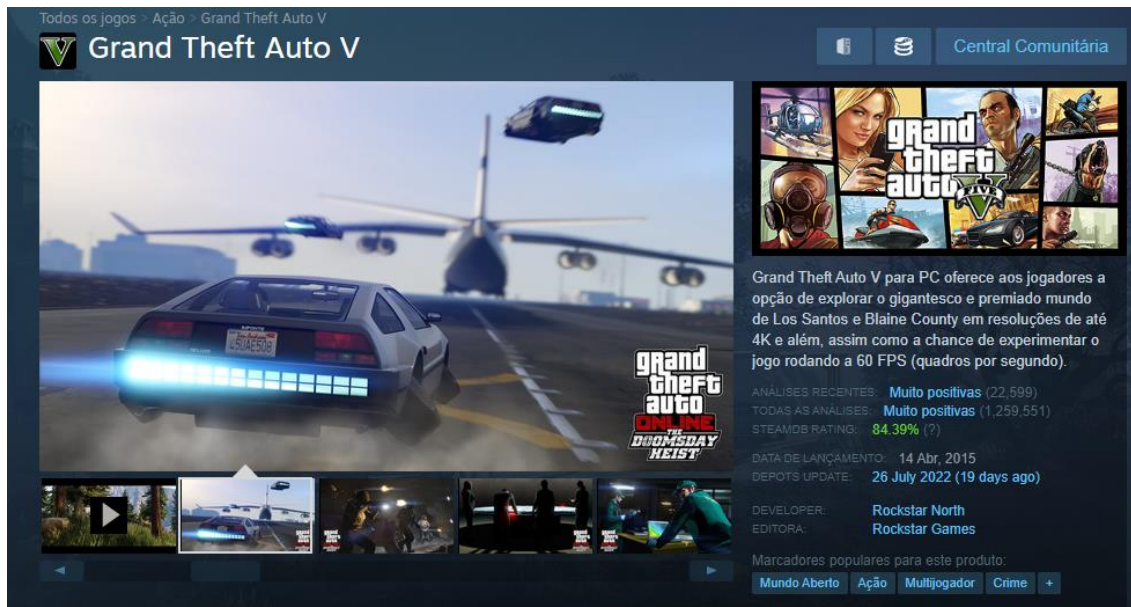 Todos os jogos > Ação > Grand Theft Auto V
Grand Theft Auto V
Central Comunitária
grand
theft
auto
V
FIVE
grand
theft
auto
ONLINE
THE
DOOMSDAY
HEIST
Grand Theft Auto V para PC oferece aos jogadores a
opção de explorar o gigantesco e premiado mundo
de Los Santos e Blaine County em resoluções de até
4K e além, assim como a chance de experimentar o
jogo rodando a 60 FPS (quadros por segundo).
ANÁLISES RECENTES: Muito positivas (22,599)
TODAS AS ANÁLISES: Muito positivas (1,259,551)
STEAMDB RATING: 84.39% (?)
DATA DE LANÇAMENTO: 14 Abr, 2015
DEPOTS UPDATE: 26 July 2022 (19 days ago)
DEVELOPER: Rockstar North
EDITORA: Rockstar Games
Marcadores populares para este produto:
Mundo Aberto Ação Multijogador Crime +